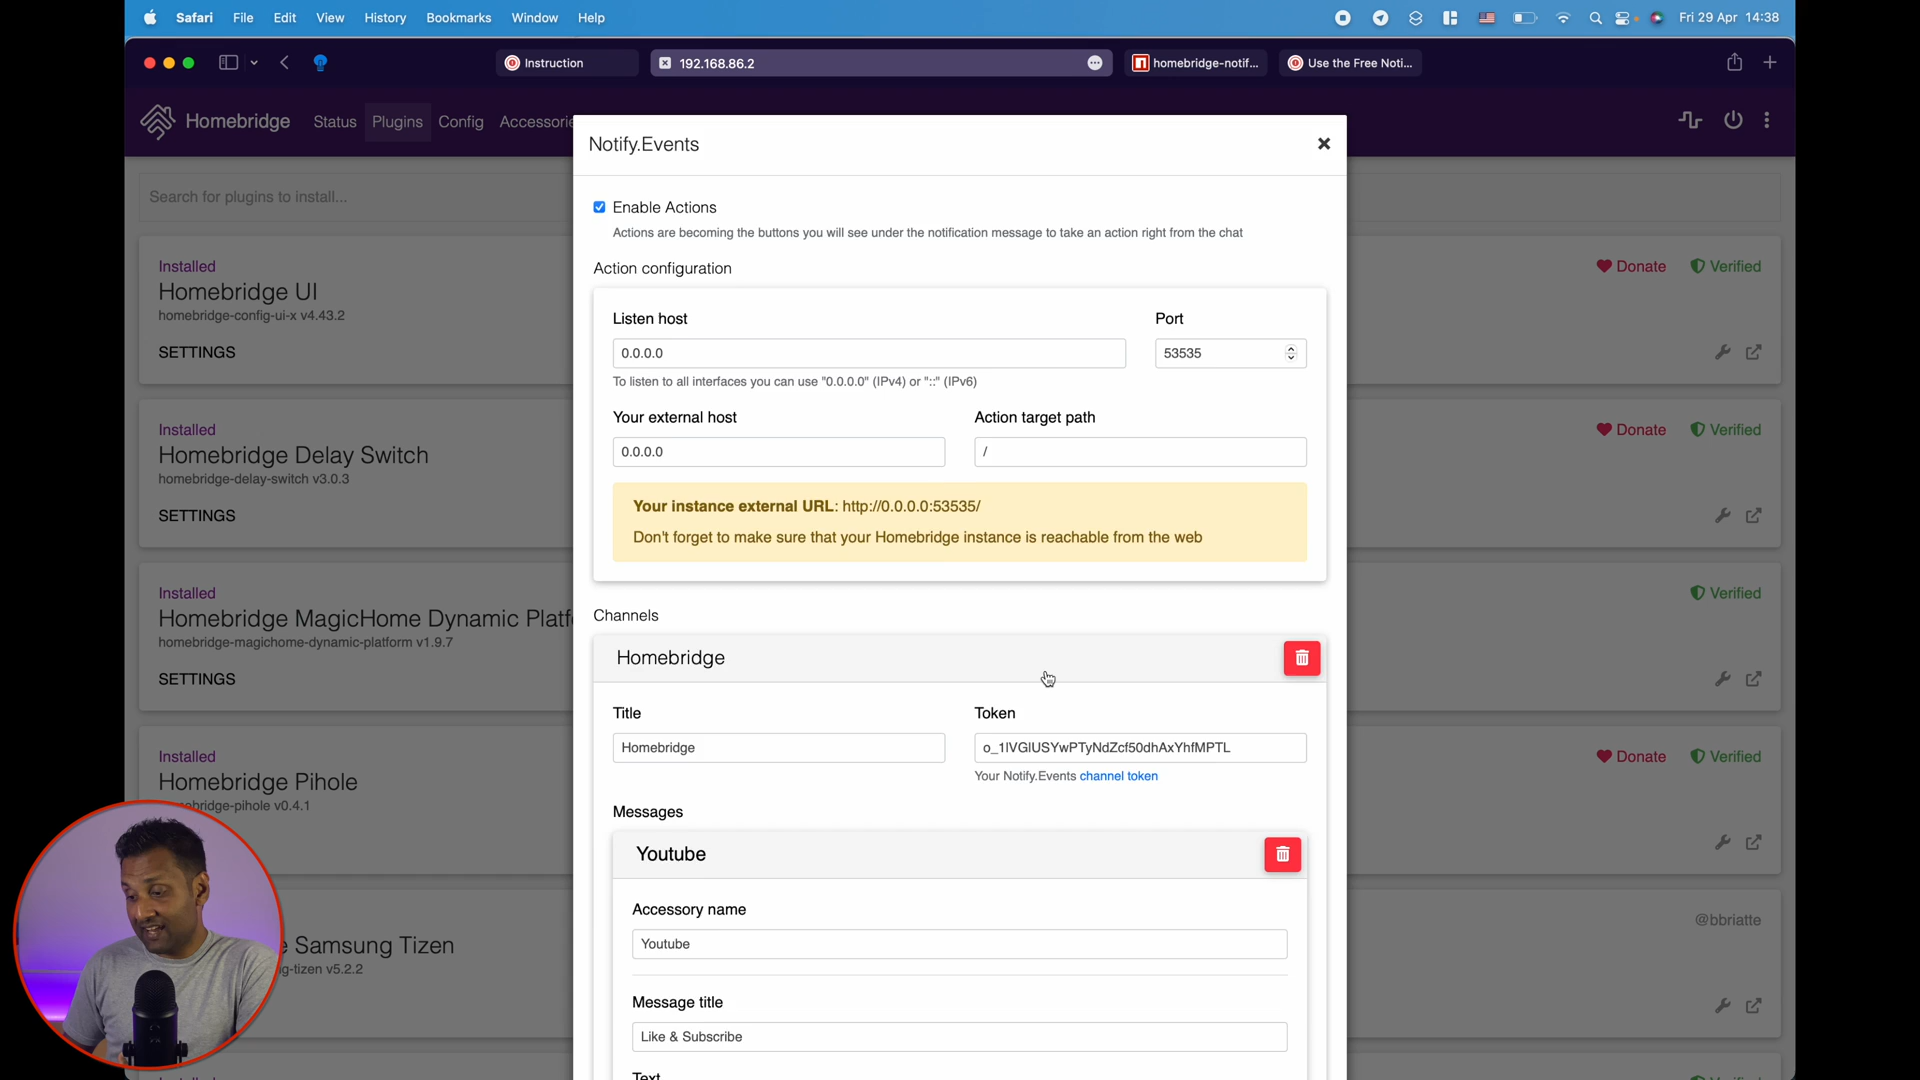 Safari File Edit View History Bookmarks Window Help Fri 29 Apr 14:38
Instruction 192.168.86.2 homebridge-notif... Use the Free Noti...
Homebridge Status Plugins Config Accessorie
Notify.Events
Search for plugins to install...
Enable Actions
Actions are becoming the buttons you will see under the notification message to take an action right from the chat
Action configuration
Listen host Port
0.0.0.0 53535
To listen to all interfaces you can use "0.0.0.0" (IPv4) or "::" (IPv6)
Your external host Action target path
0.0.0.0 /
Your instance external URL: http://0.0.0.0:53535/
Don't forget to make sure that your Homebridge instance is reachable from the web
Channels
Homebridge
Title Token
Homebridge o_1lVGlUSYwPTyNdZcf50dhAxYhfMPTL
Your Notify.Events channel token
Messages
Youtube
Accessory name
Youtube
Message title
Like & Subscribe
Text
Installed Donate Verified
Homebridge UI
homebridge-config-ui-x v4.43.2
SETTINGS
Installed Donate Verified
Homebridge Delay Switch
homebridge-delay-switch v3.0.3
SETTINGS
Installed Verified
Homebridge MagicHome Dynamic Platf
homebridge-magichome-dynamic-platform v1.9.7
SETTINGS
Installed Donate Verified
Homebridge Pihole
ebridge-pihole v0.4.1
@bbriatte
e Samsung Tizen
g-tizen v5.2.2